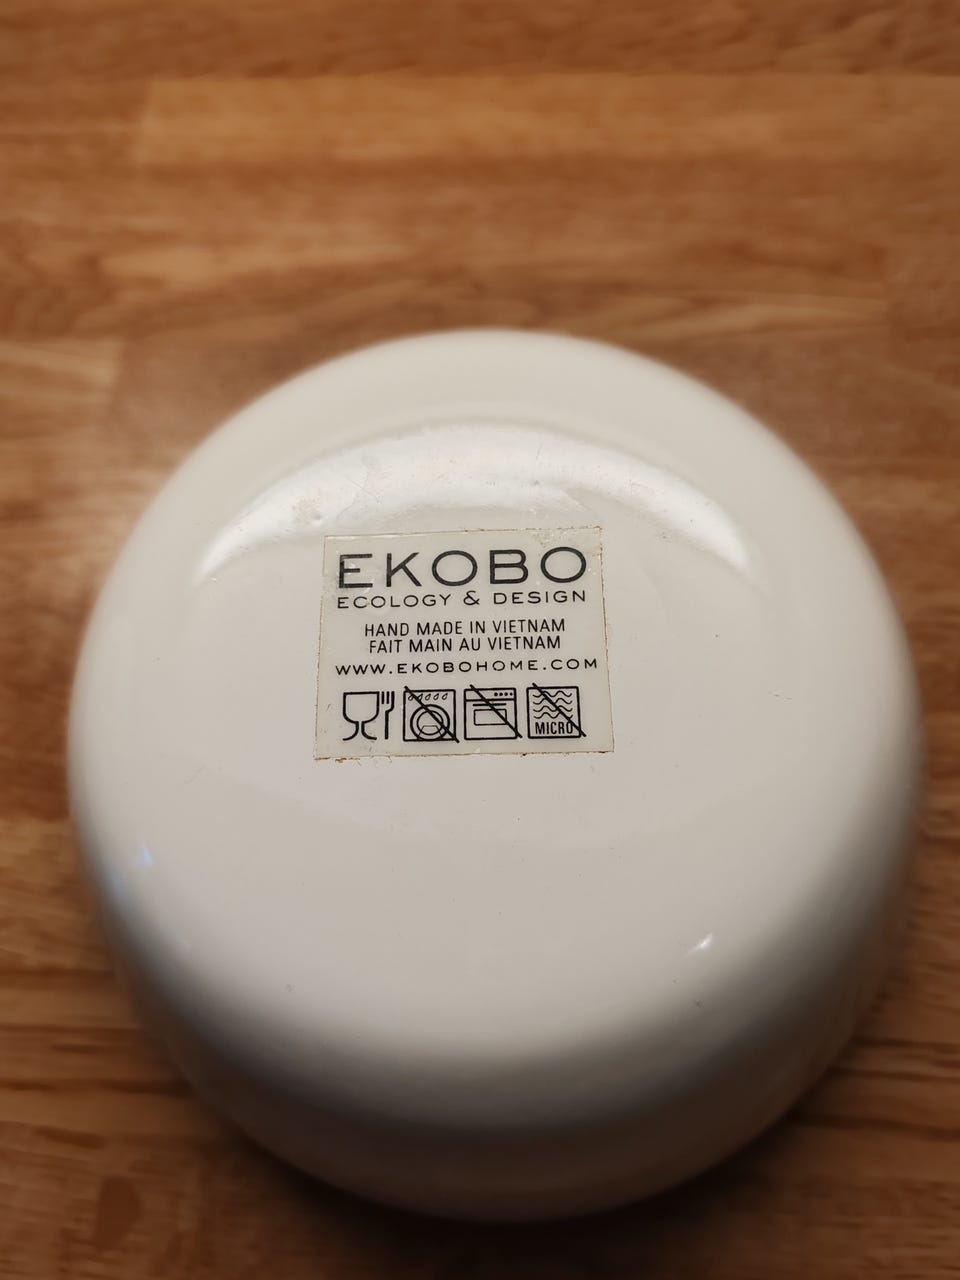 EKOBO
ECOLOGY & DESIGN
HAND MADE IN VIETNAM
FAIT MAIN AU VIETNAM
WWW.EKOBOHOME.COM
MICRO